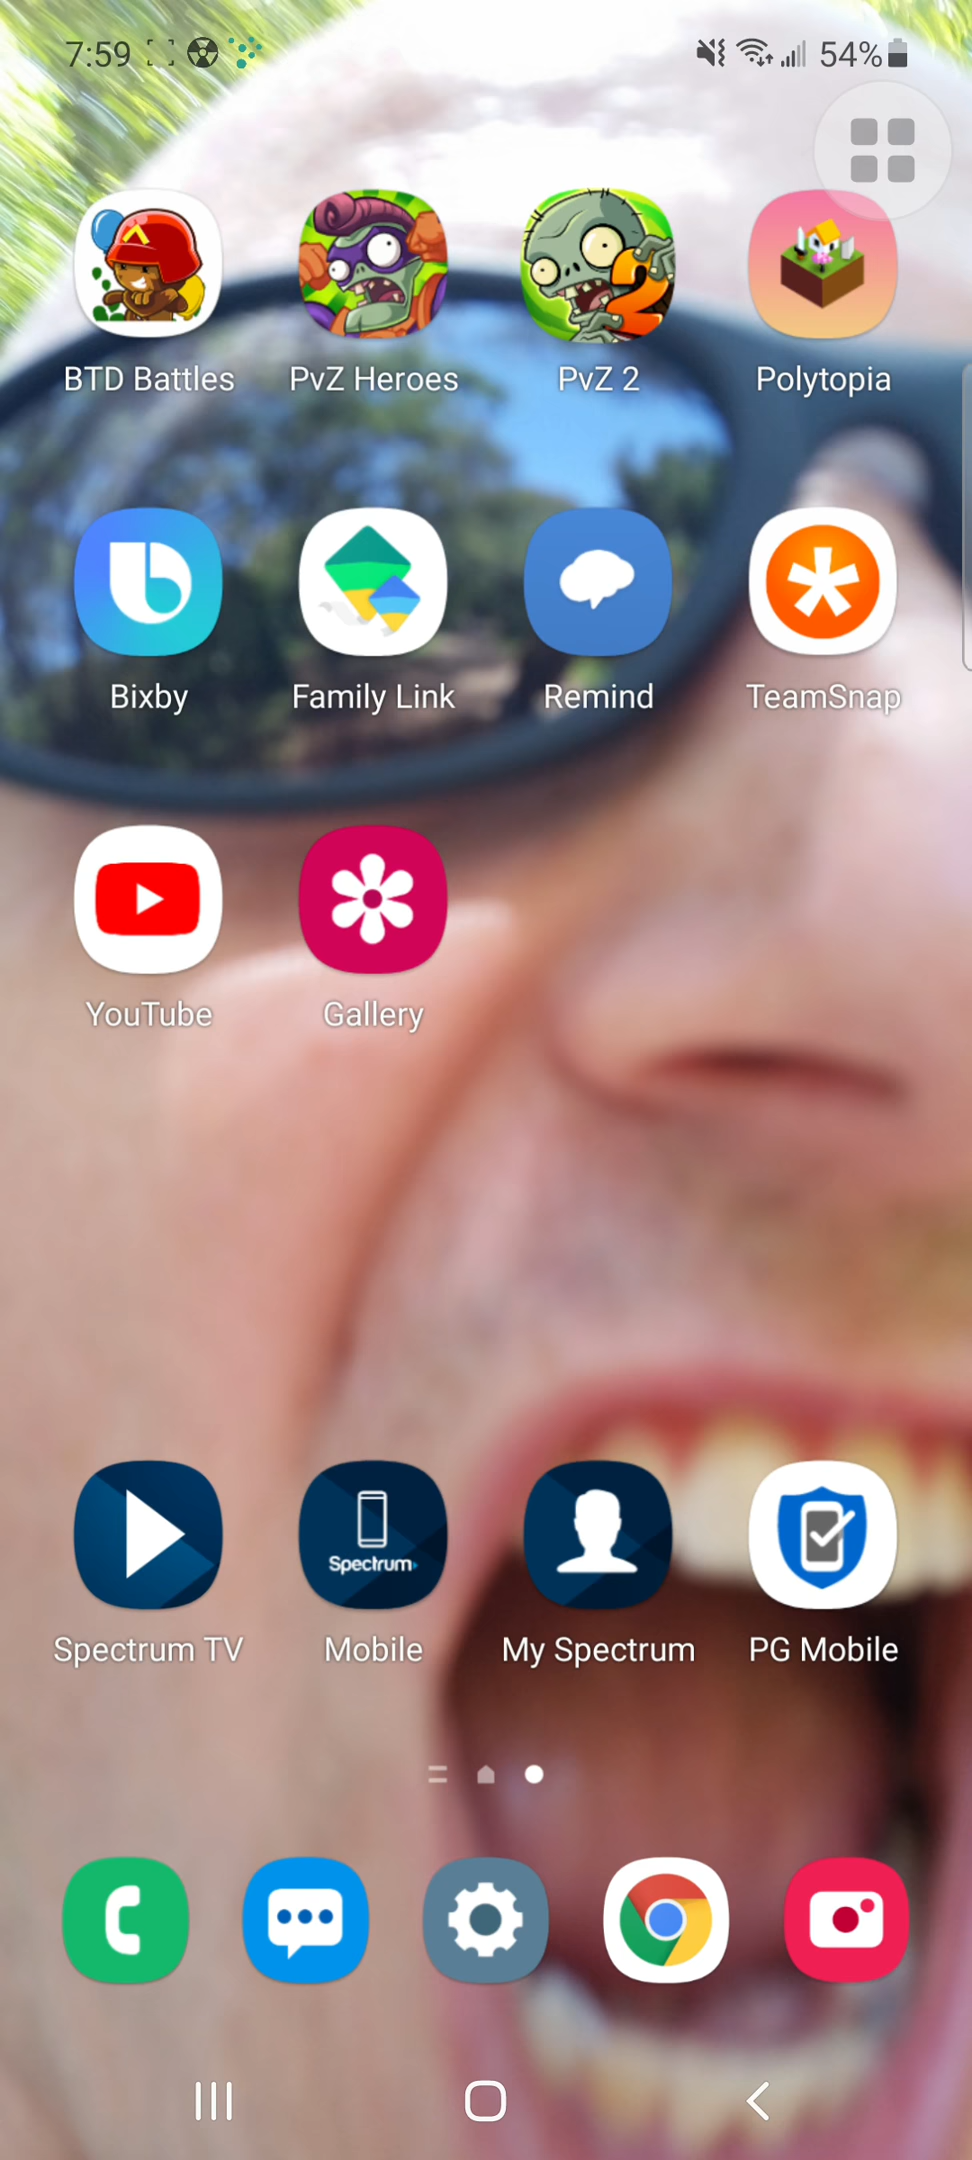 7:59 54%
BTD Battles PvZ Heroes PvZ 2 Polytopia
Bixby Family Link Remind TeamSnap
YouTube Gallery
Spectrum
Spectrum TV Mobile My Spectrum PG Mobile